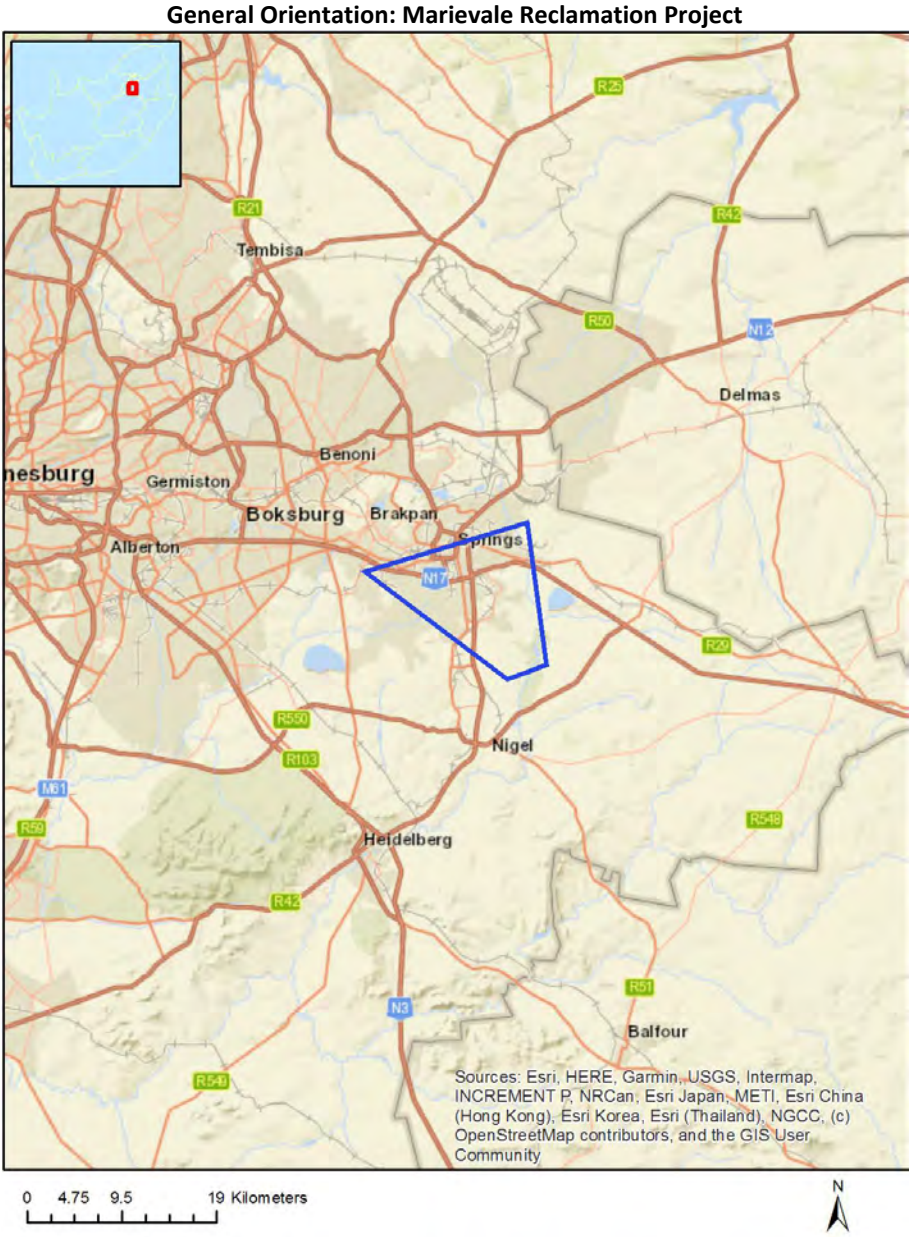 General Orientation: Marievale Reclamation Project
R25
R21
R42
Tembisa
R50
N12
Delmas
Benoni
nesburg
Germiston
Boksburg
Brakpan
Alberton
Springs
N17
R29
R550
Nigel
R103
M61
R59
R548
Heidelberg
R42
R51
N3
Balfour
R549
Sources: Esri, HERE, Garmin, USGS, Intermap,
INCREMENT P, NRCan, Esri Japan, METI, Esri China
(Hong Kong), Esri Korea, Esri (Thailand), NGCC, (c)
OpenStreetMap contributors, and the GIS User
Community
0 4.75 9.5 19 Kilometers
N